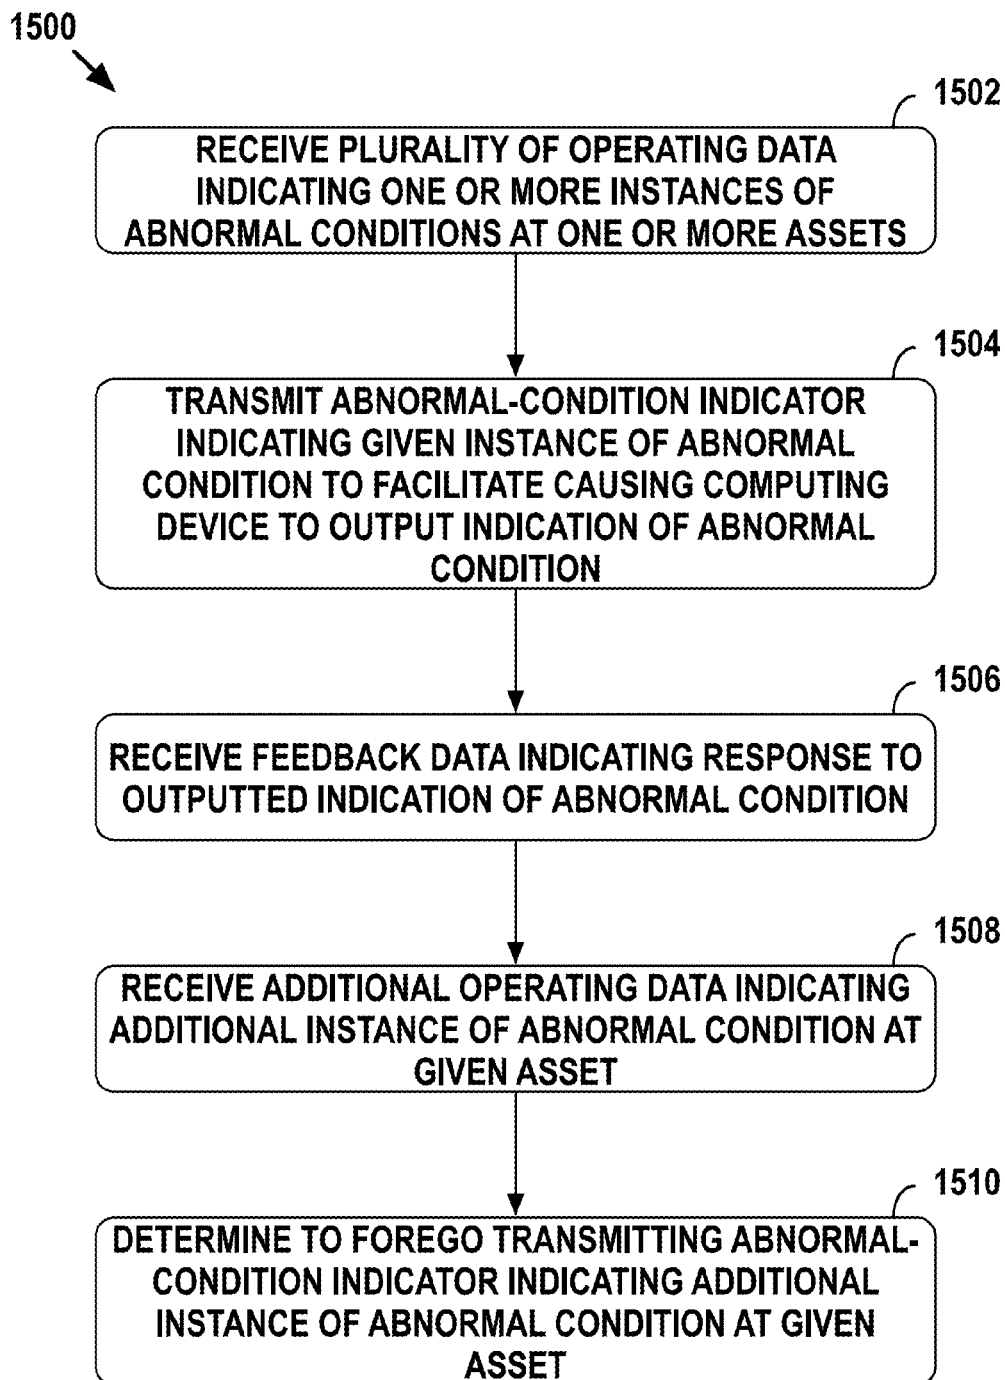 1500
1502
RECEIVE PLURALITY OF OPERATING DATA
INDICATING ONE OR MORE INSTANCES OF
ABNORMAL CONDITIONS AT ONE OR MORE ASSETS
1504
TRANSMIT ABNORMAL-CONDITION INDICATOR
INDICATING GIVEN INSTANCE OF ABNORMAL
CONDITION TO FACILITATE CAUSING COMPUTING
DEVICE TO OUTPUT INDICATION OF ABNORMAL
CONDITION
1506
RECEIVE FEEDBACK DATA INDICATING RESPONSE TO
OUTPUTTED INDICATION OF ABNORMAL CONDITION
1508
RECEIVE ADDITIONAL OPERATING DATA INDICATING
ADDITIONAL INSTANCE OF ABNORMAL CONDITION AT
GIVEN ASSET
1510
DETERMINE TO FOREGO TRANSMITTING ABNORMAL-
CONDITION INDICATOR INDICATING ADDITIONAL
INSTANCE OF ABNORMAL CONDITION AT GIVEN
ASSET